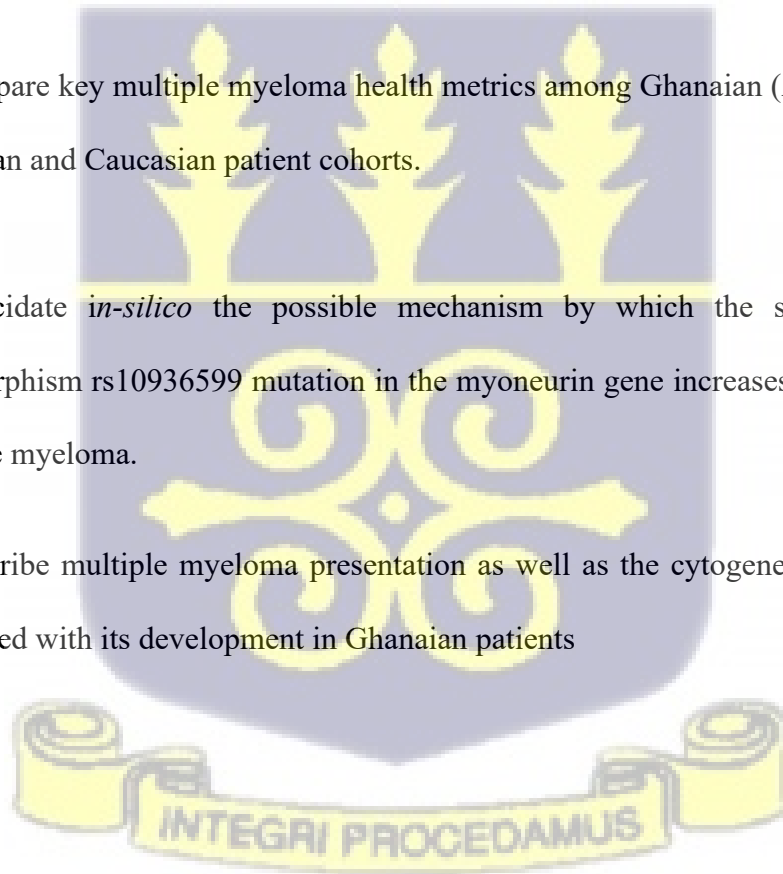 pare key multiple myeloma health metrics among Ghanaian (
an and Caucasian patient cohorts.
cidate in-silico the possible mechanism by which the s
rphism rs10936599 mutation in the myoneurin gene increases
e myeloma.
ribe multiple myeloma presentation as well as the cytogene
ed with its development in Ghanaian patients
INTEGRI PROCEDAMUS